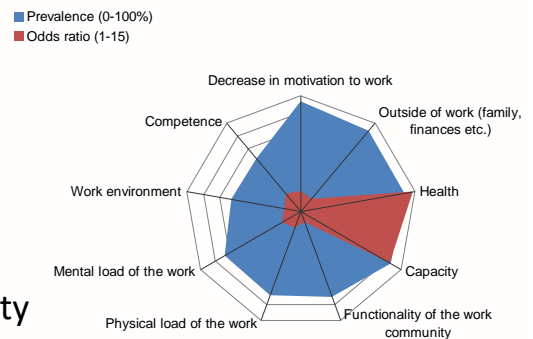 Prevalence (0-100%)
Odds ratio (1-15)
Decrease in motivation to work
Outside of work (family,
finances etc.)
Competence
Work environment
Health
Mental load of the work
Capacity
ty
Physical load of the work
Functionality of the work
community